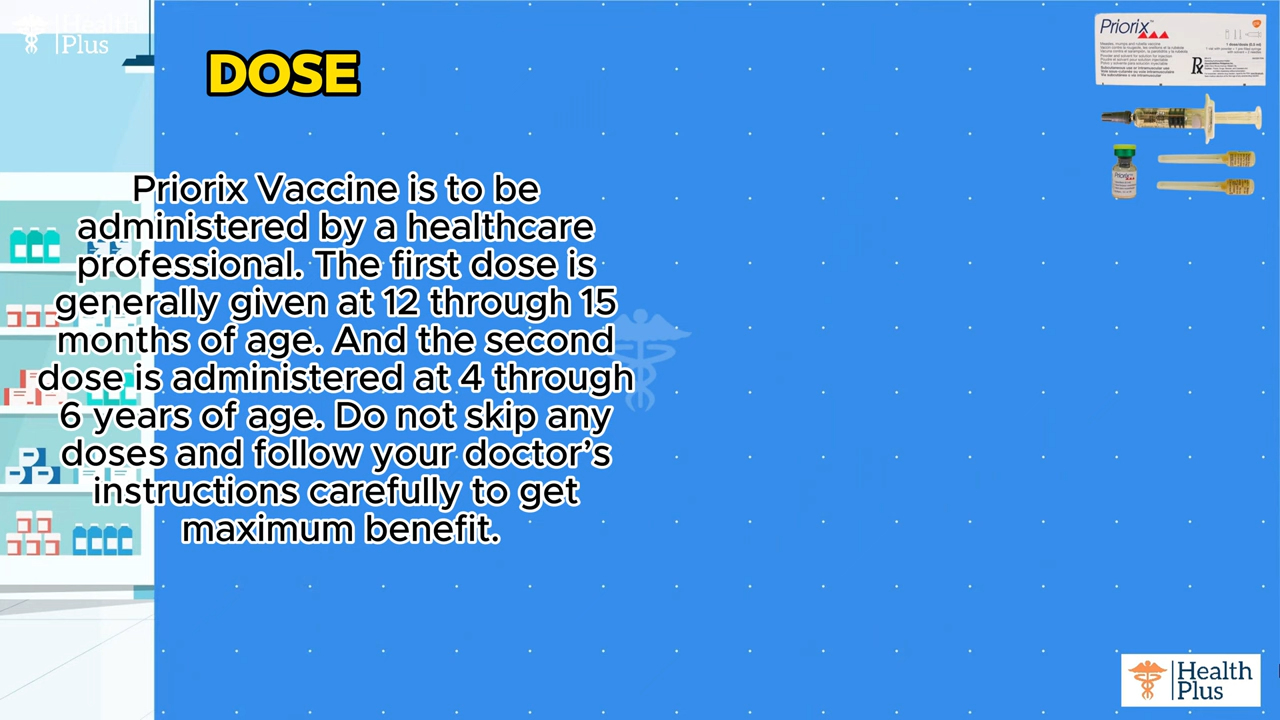 Health
Plus
DOSE
Priorix Vaccine is to be
administered by a healthcare
professional. The first dose is
generally given at 12 through 15
months of age. And the second
dose is administered at 4 through
6 years of age. Do not skip any
doses and follow your doctor’s
instructions carefully to get
maximum benefit.
Priorix™
Rx
Priorix
Health
Plus